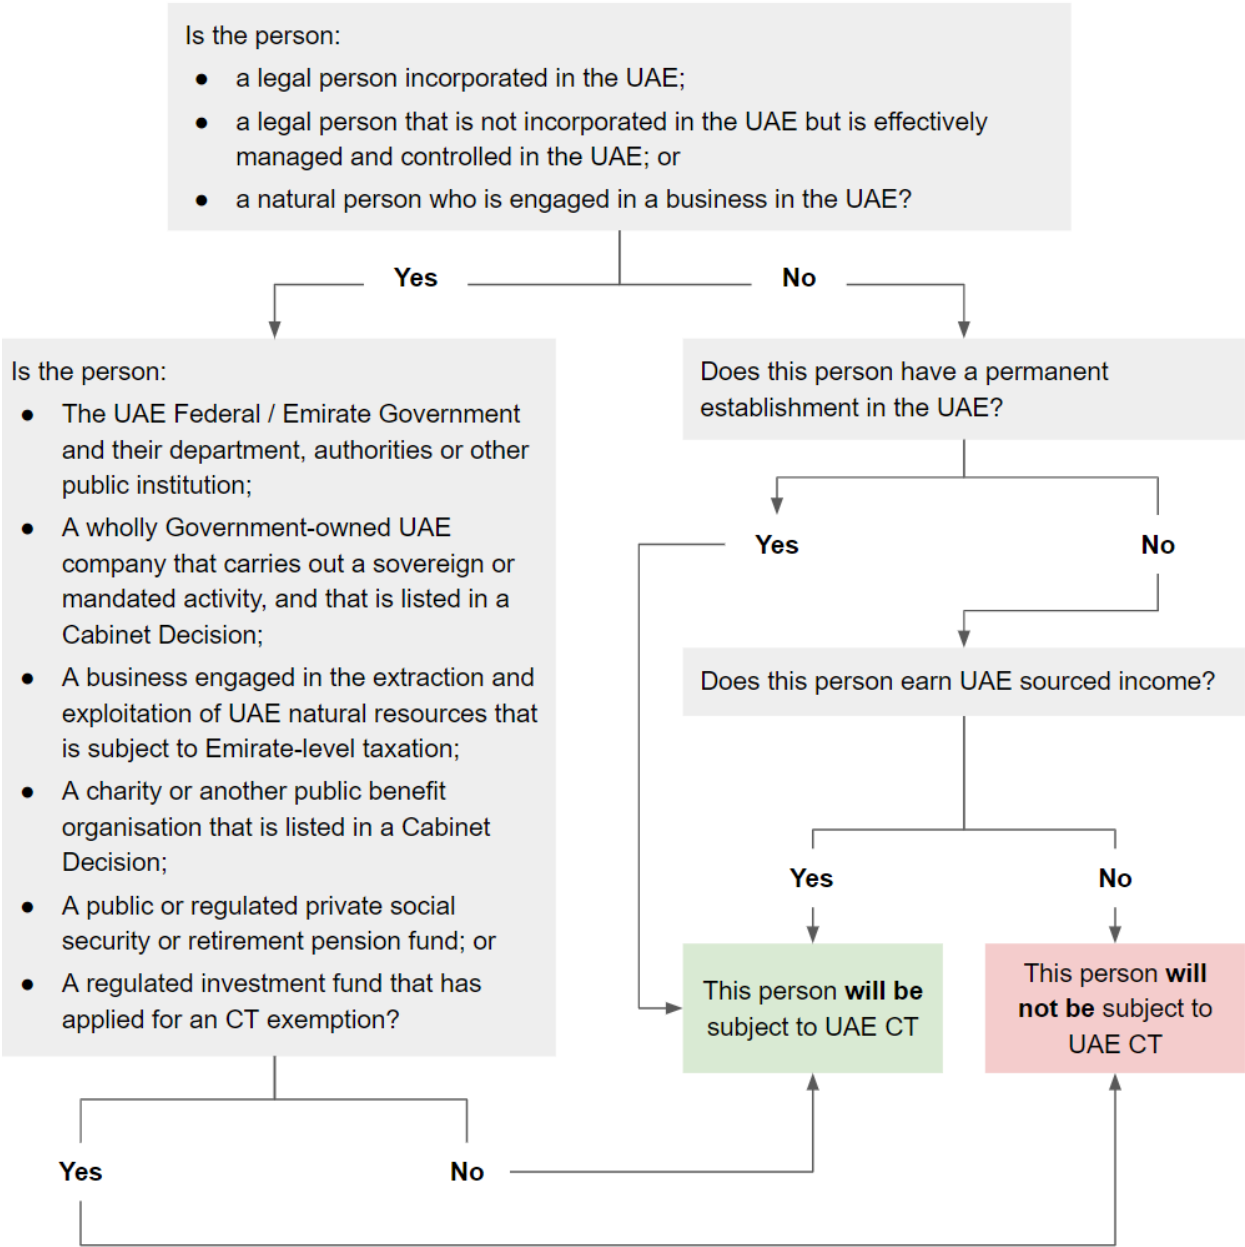 Is the person:
● a legal person incorporated in the UAE;
● a legal person that is not incorporated in the UAE but is effectively
managed and controlled in the UAE; or
● a natural person who is engaged in a business in the UAE?
Yes
No
Is the person:
● The UAE Federal / Emirate Government
and their department, authorities or other
public institution;
● A wholly Government-owned UAE
company that carries out a sovereign or
mandated activity, and that is listed in a
Cabinet Decision;
● A business engaged in the extraction and
exploitation of UAE natural resources that
is subject to Emirate-level taxation;
● A charity or another public benefit
organisation that is listed in a Cabinet
Decision;
● A public or regulated private social
security or retirement pension fund; or
● A regulated investment fund that has
applied for an CT exemption?
Yes
No
Does this person have a permanent
establishment in the UAE?
Yes
No
Does this person earn UAE sourced income?
Yes
No
This person will be
subject to UAE CT
This person will
not be subject to
UAE CT